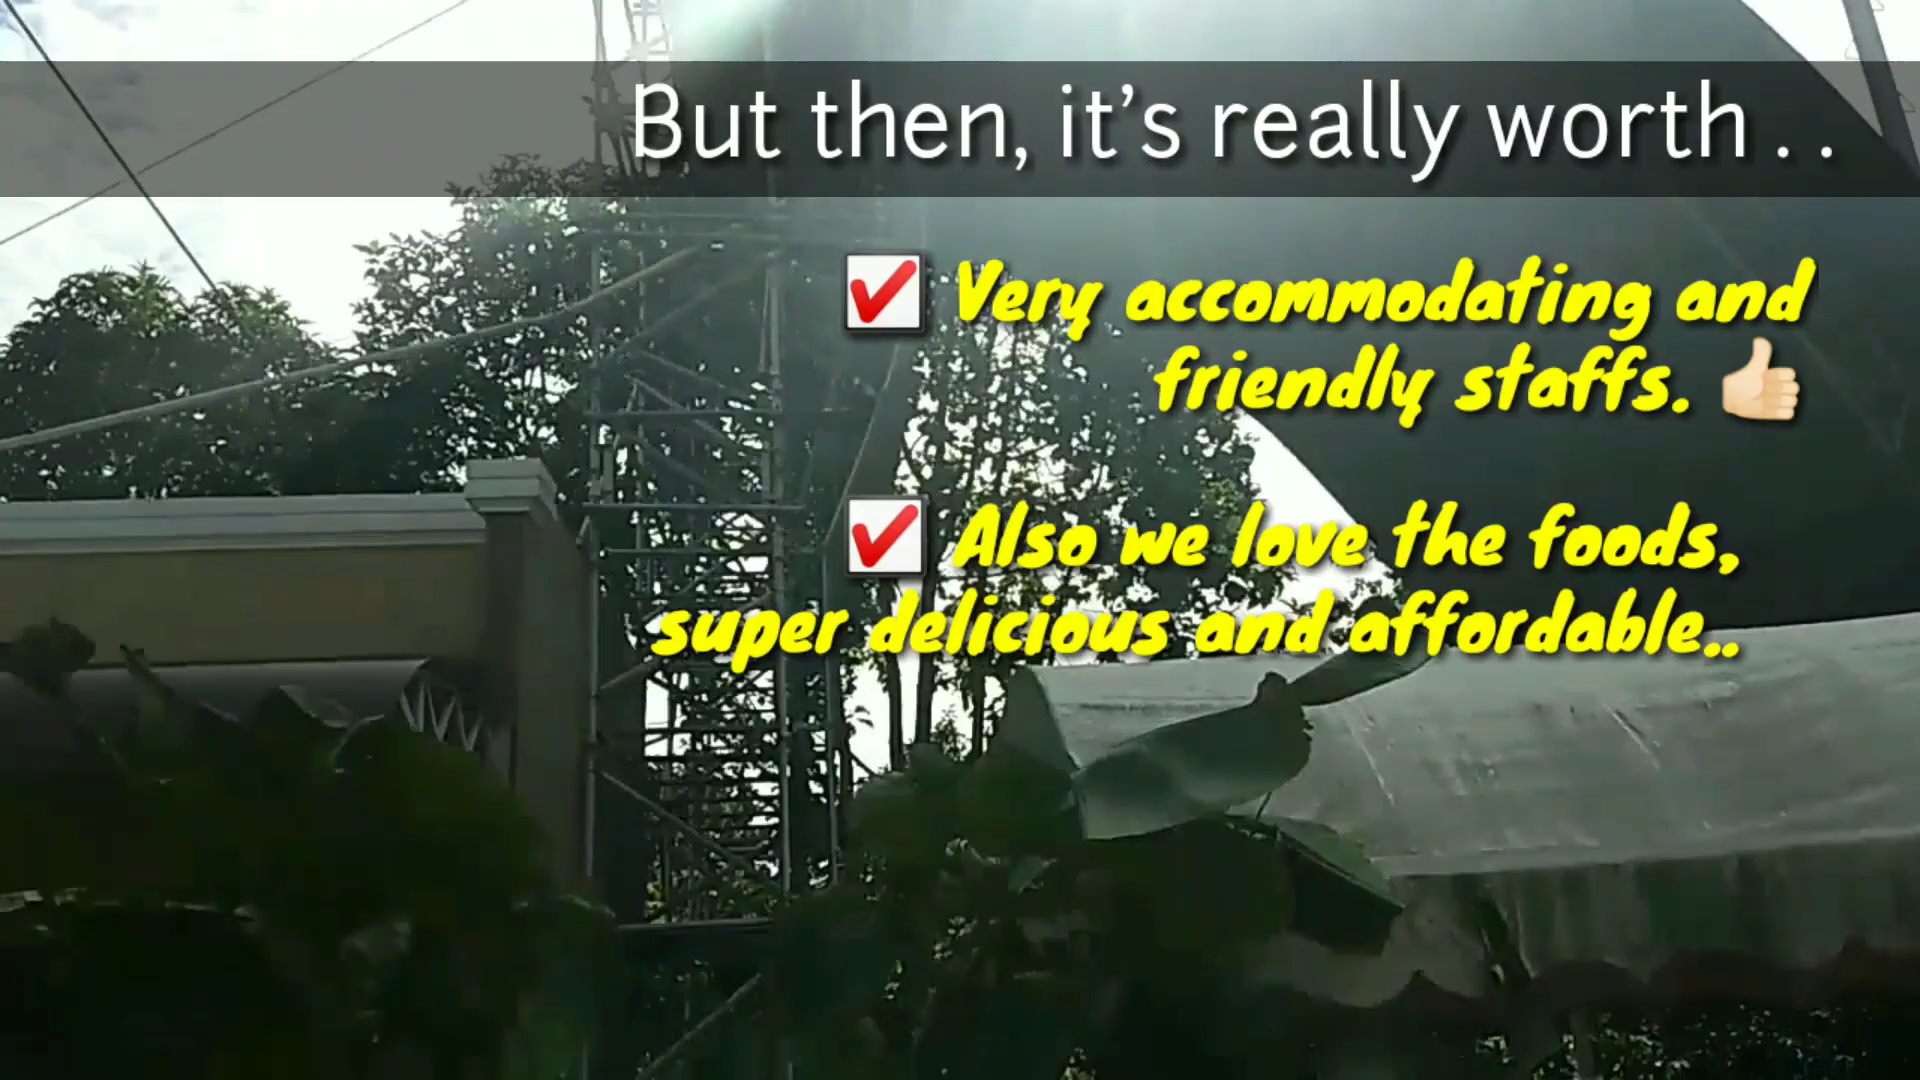 But then, it’s really worth . .
✔ Very accommodating and
friendly staffs. 👍🏻
✔ Also we love the foods,
super delicious and affordable..